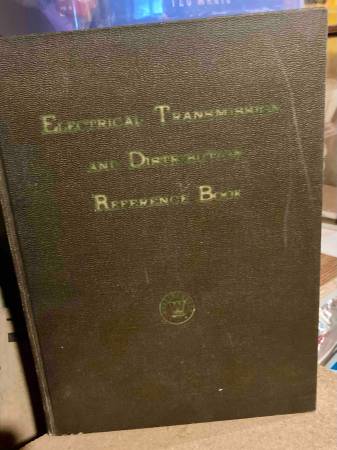 ELECTRICAL TRANSMISSION
AND DISTRIBUTION
REFERENCE BOOK